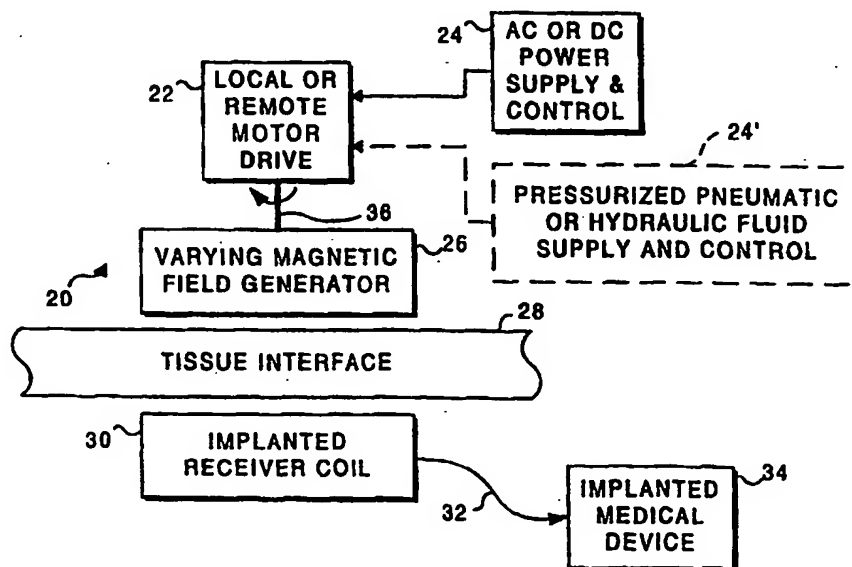 24
AC OR DC
POWER
SUPPLY &
CONTROL
22
LOCAL OR
REMOTE
MOTOR
DRIVE
24'
PRESSURIZED PNEUMATIC
OR HYDRAULIC FLUID
SUPPLY AND CONTROL
36
26
VARYING MAGNETIC
FIELD GENERATOR
20
28
TISSUE INTERFACE
30
IMPLANTED
RECEIVER COIL
32
34
IMPLANTED
MEDICAL
DEVICE